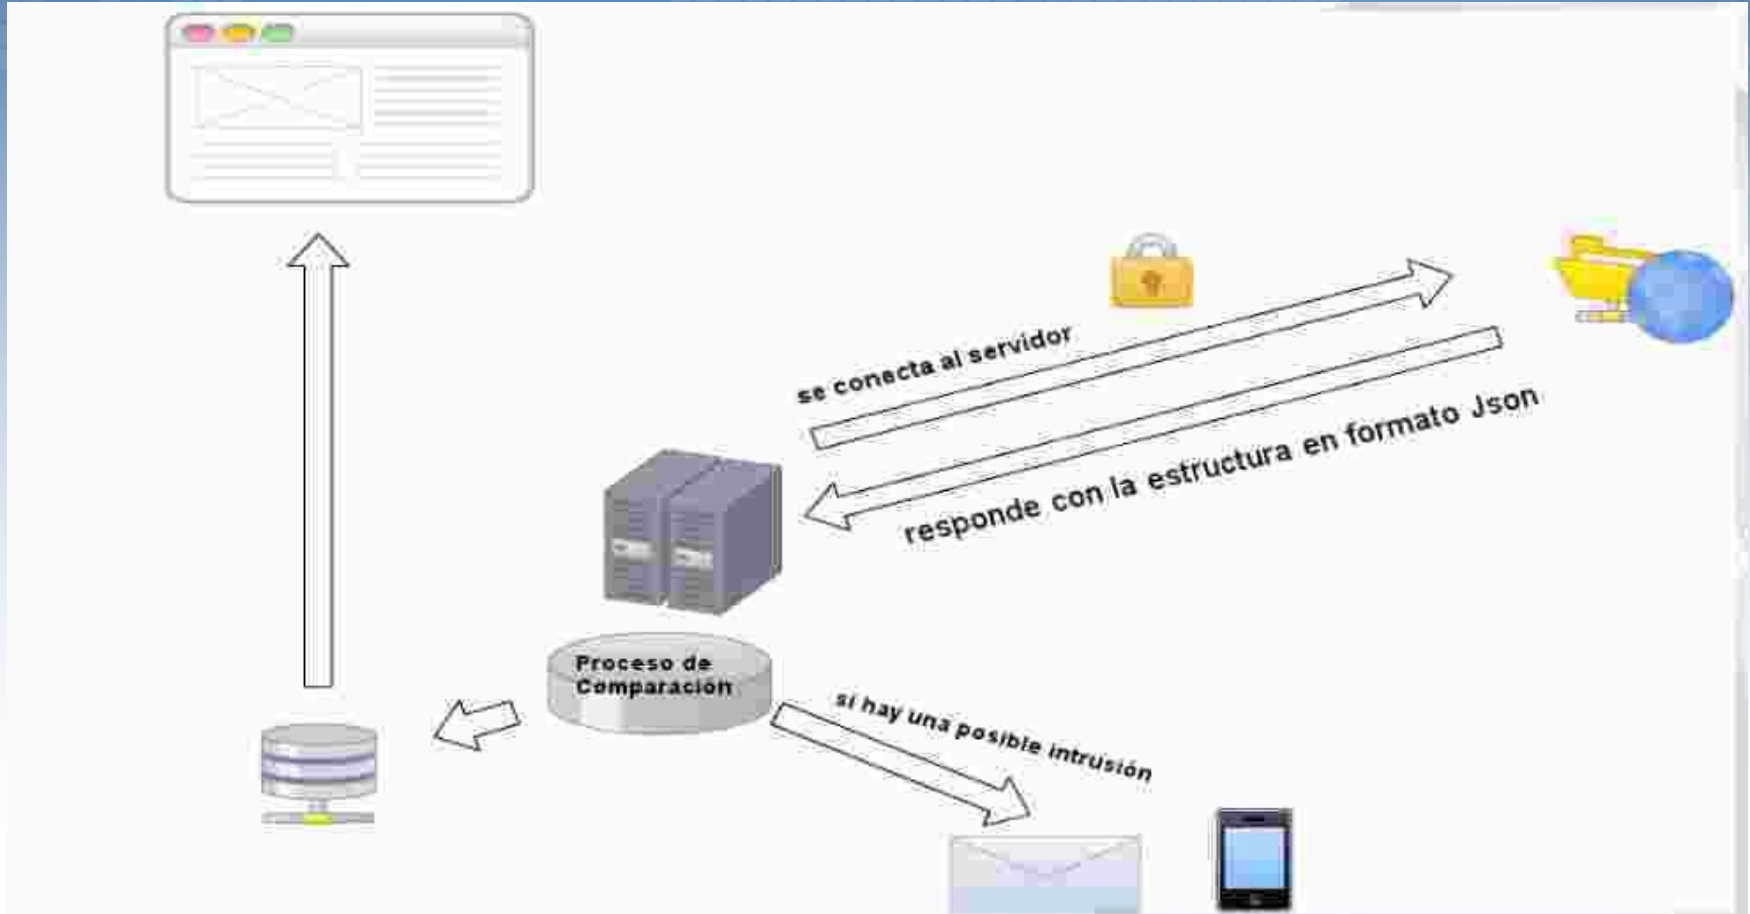 se conecta al servidor
responde con la estructura en formato Json
Proceso de
Comparación
si hay una posible intrusión